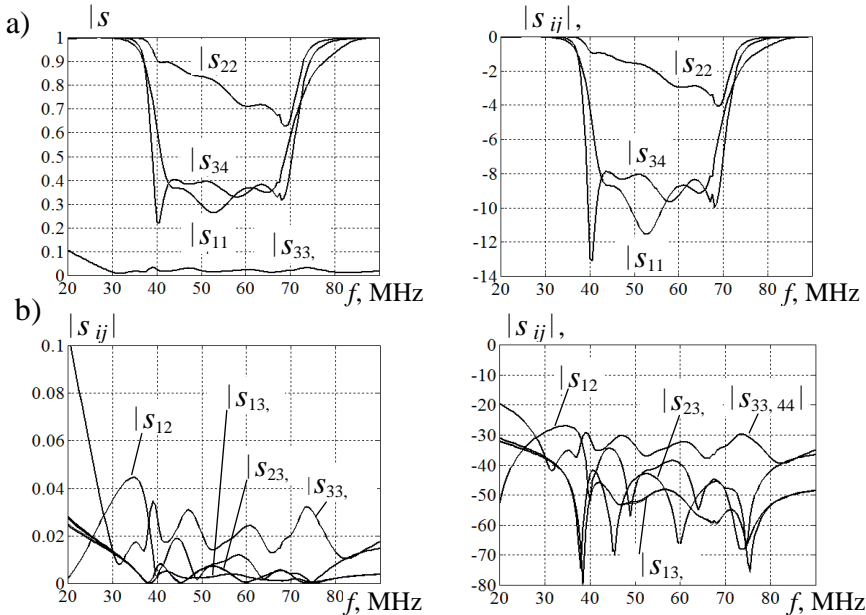 a)
|s
|s ij|,
1
0.9
0.8
0.7
0.6
0.5
0.4
0.3
0.2
0.1
0
|s22
|s34
|s11
|s33,
20 30 40 50 60 70 80
f, MHz
0
-2
-4
-6
-8
-10
-12
-14
|s22
|s34
|s11
20 30 40 50 60 70 80
f, MHz
b)
|s ij|
|s ij|,
0.1
0.08
0.06
0.04
0.02
0
|s12
|s13,
|s23,
|s33,
20 30 40 50 60 70 80
f, MHz
0
-10
-20
-30
-40
-50
-60
-70
-80
|s12
|s23,
|s33, 44|
|s13,
20 30 40 50 60 70 80
f, MHz